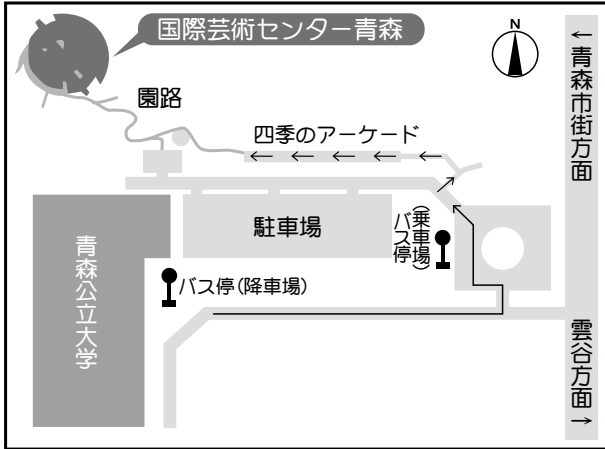 国際芸術センター青森
N
←青森市街方面
園路
四季のアーケード
駐車場
バス停
(乗車場)
バス停(降車場)
青森公立大学
雲谷方面→